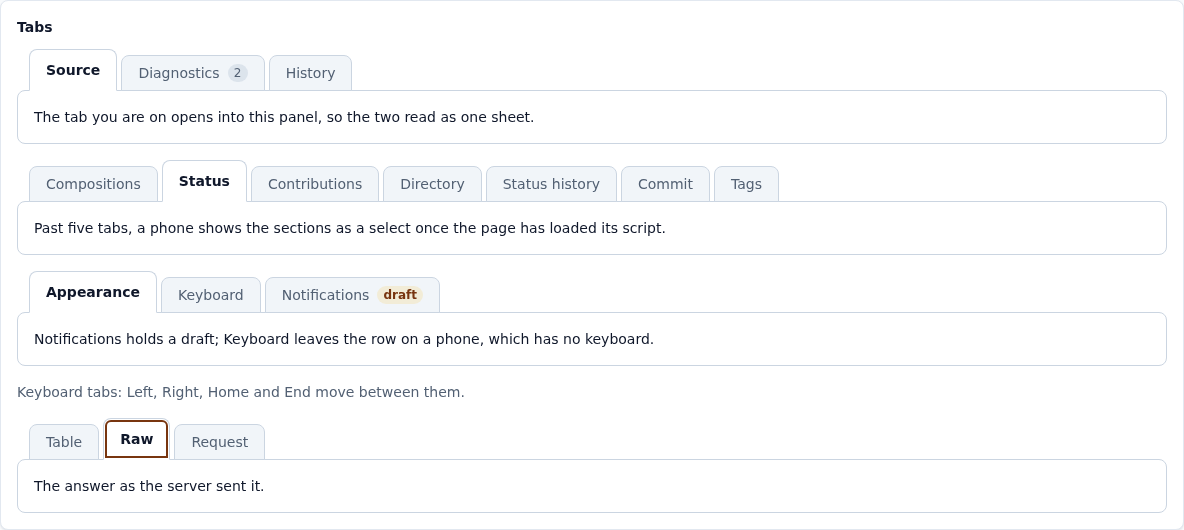 Tabs
Source Diagnostics 2 History
The tab you are on opens into this panel, so the two read as one sheet.
Compositions Status Contributions Directory Status history Commit Tags
Past five tabs, a phone shows the sections as a select once the page has loaded its script.
Appearance Keyboard Notifications draft
Notifications holds a draft; Keyboard leaves the row on a phone, which has no keyboard.
Keyboard tabs: Left, Right, Home and End move between them.
Table Raw Request
The answer as the server sent it.